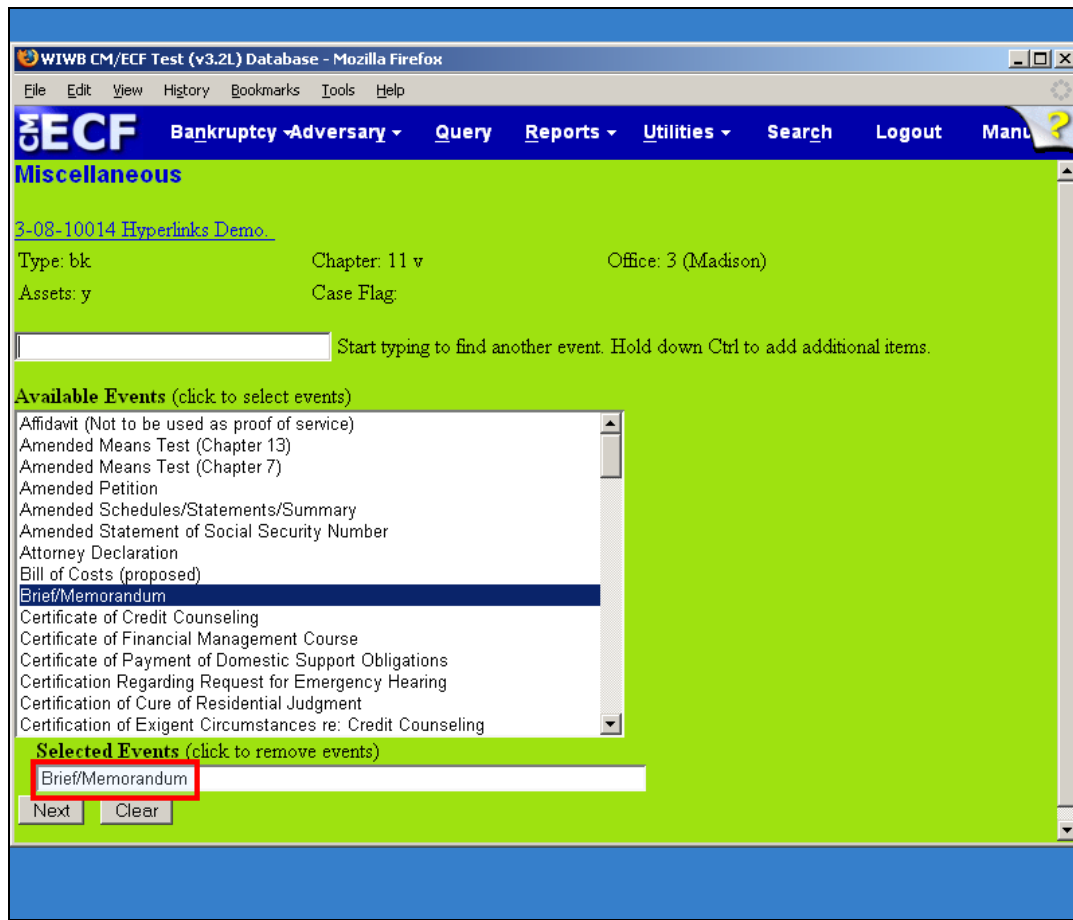 WIWB CM/ECF Test (v3.2L) Database - Mozilla Firefox
File Edit View History Bookmarks Tools Help
CM ECF Bankruptcy Adversary Query Reports Utilities Search Logout Manu ?
Miscellaneous
3-08-10014 Hyperlinks Demo.
Type: bk Chapter: 11 v Office: 3 (Madison)
Assets: y Case Flag:
Start typing to find another event. Hold down Ctrl to add additional items.
Available Events (click to select events)
Affidavit (Not to be used as proof of service)
Amended Means Test (Chapter 13)
Amended Means Test (Chapter 7)
Amended Petition
Amended Schedules/Statements/Summary
Amended Statement of Social Security Number
Attorney Declaration
Bill of Costs (proposed)
Brief/Memorandum
Certificate of Credit Counseling
Certificate of Financial Management Course
Certificate of Payment of Domestic Support Obligations
Certification Regarding Request for Emergency Hearing
Certification of Cure of Residential Judgment
Certification of Exigent Circumstances re: Credit Counseling
Selected Events (click to remove events)
Brief/Memorandum
Next Clear